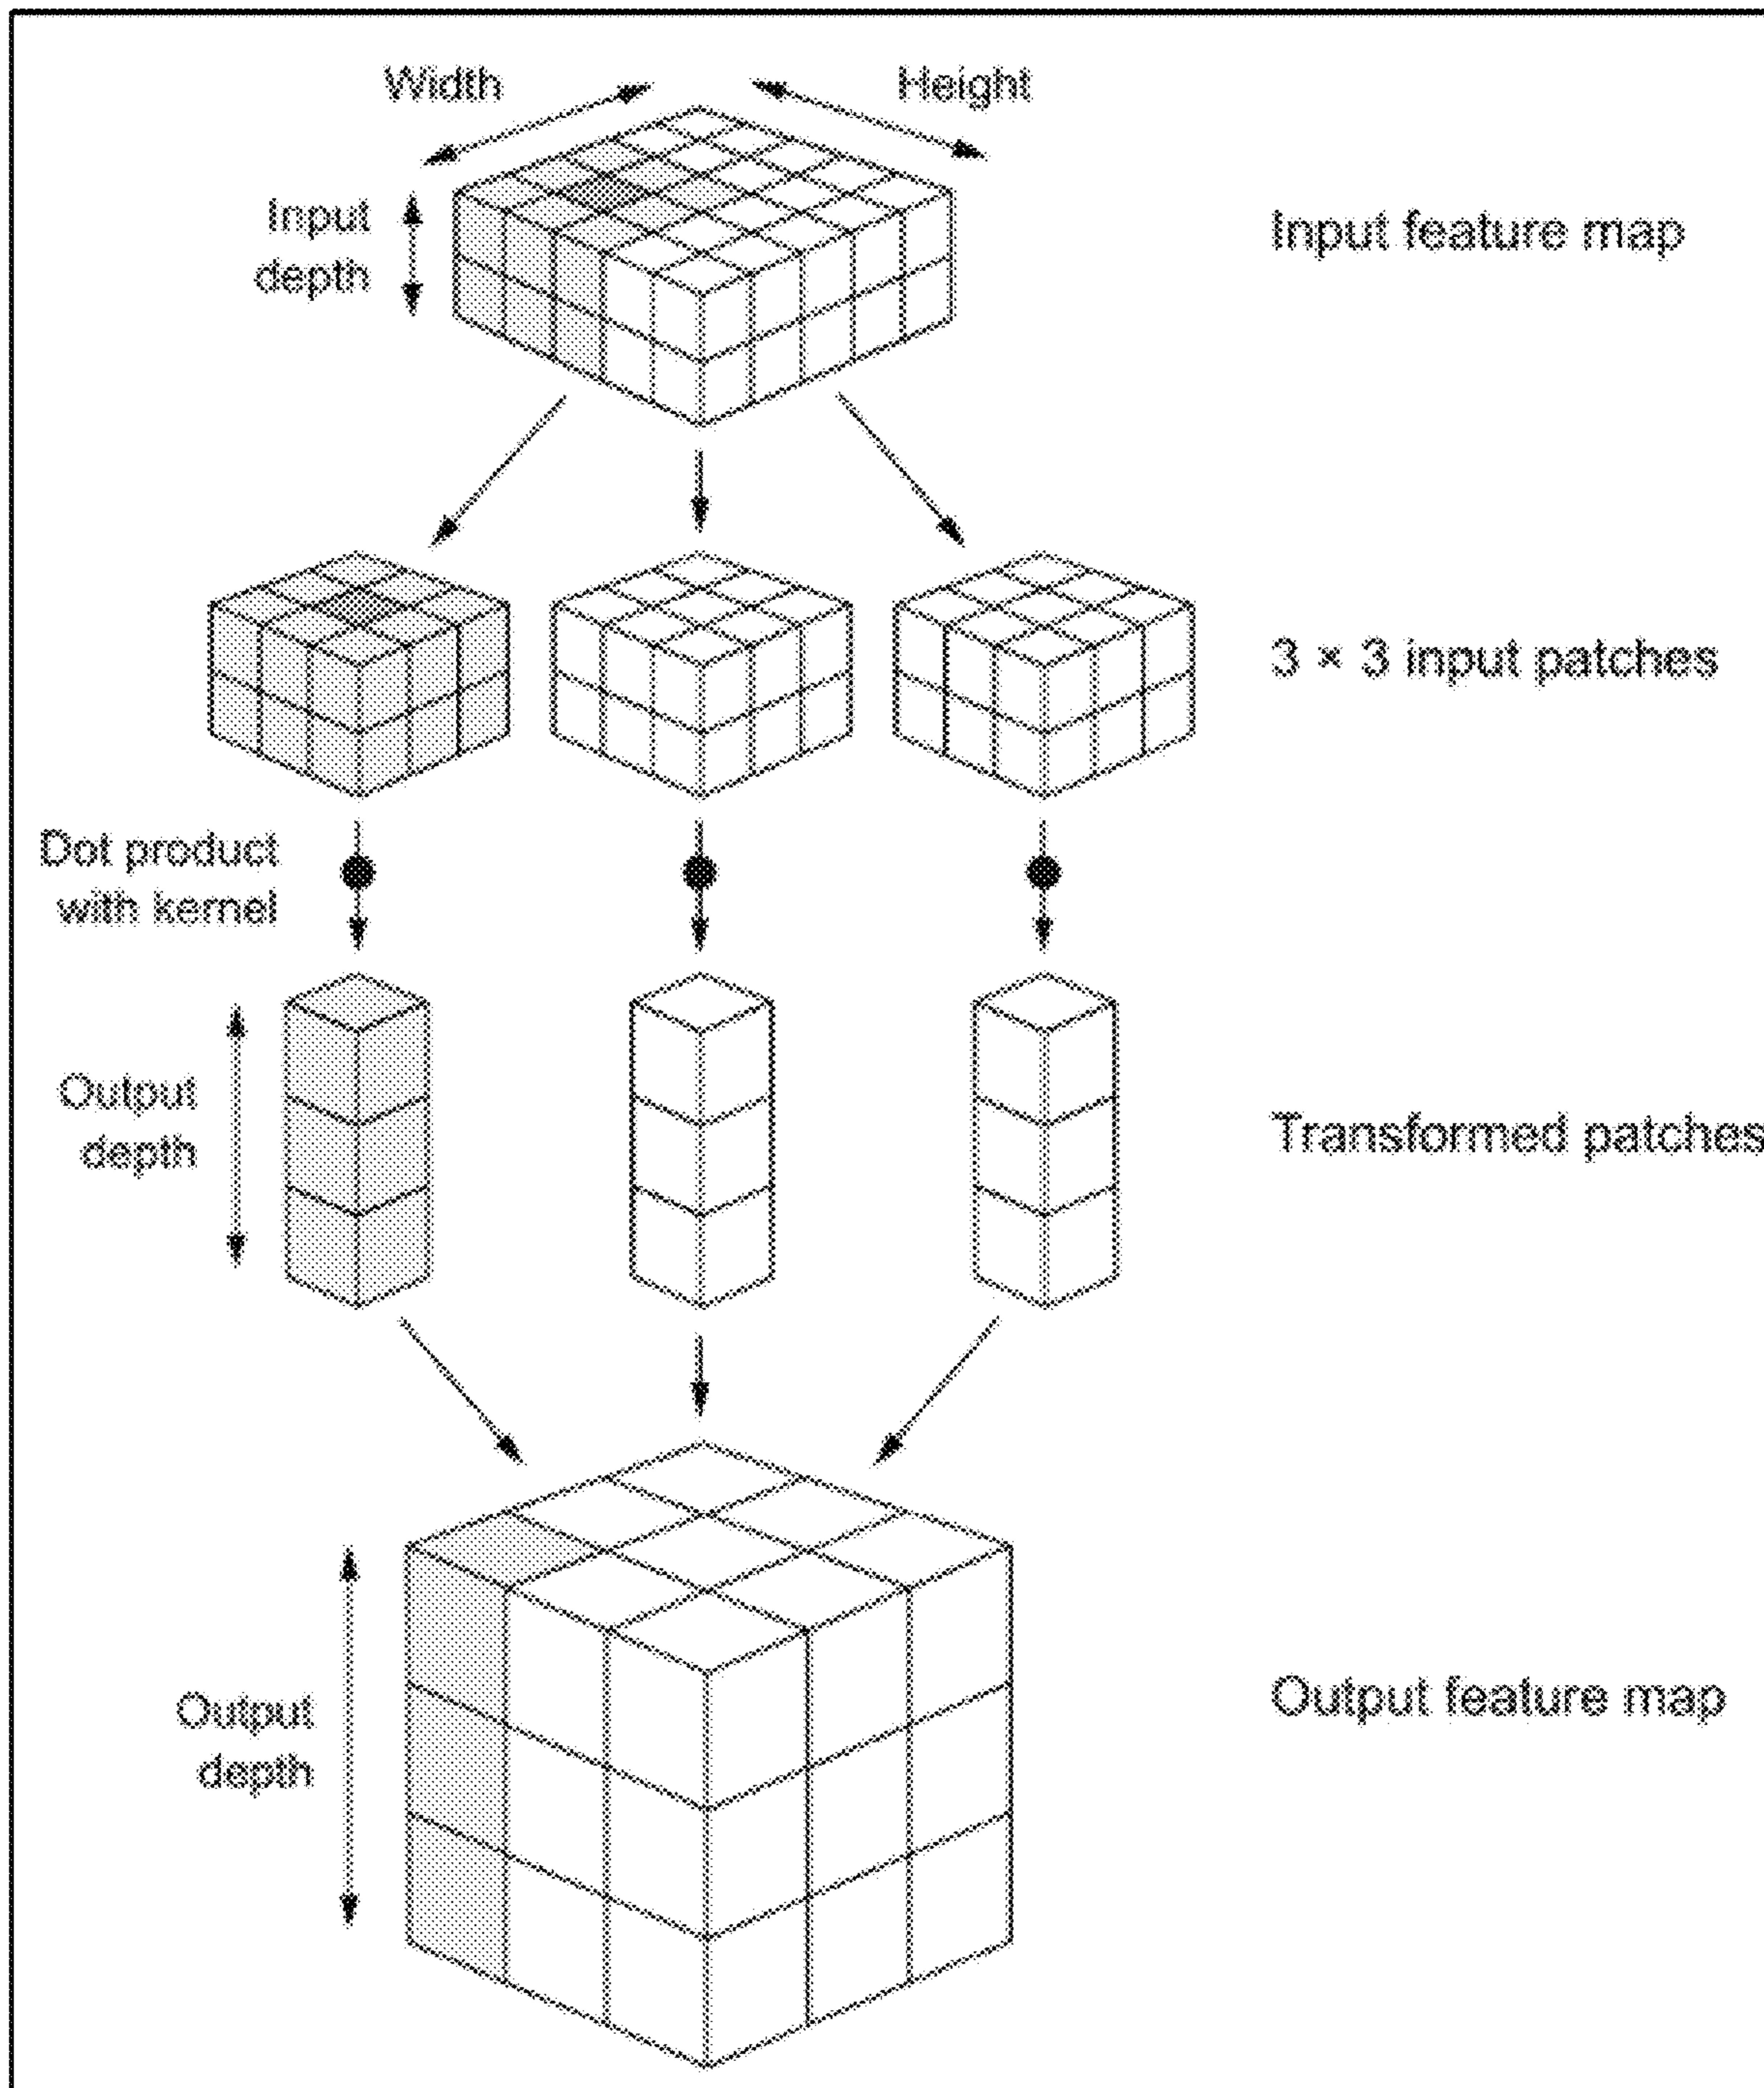 Width
Height
Input
depth
Input feature map
3 × 3 input patches
Dot product
with kernel
Output
depth
Transformed patches
Output
depth
Output feature map